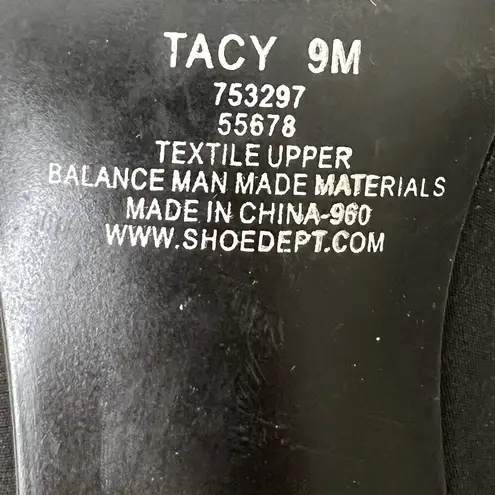 TACY 9M
753297
55678
TEXTILE UPPER
BALANCE MAN MADE MATERIALS
MADE IN CHINA-960
WWW.SHOEDEPT.COM